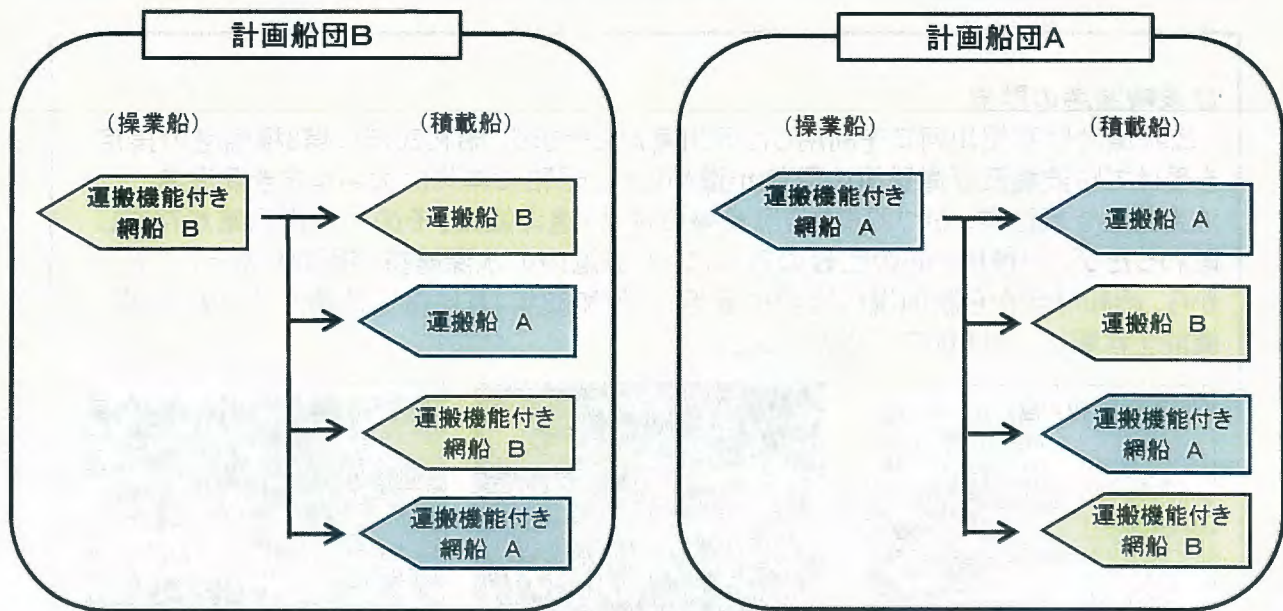 計画船団B
(操業船)
(積載船)
運搬機能付き
網船 B
運搬船 B
運搬船 A
運搬機能付き
網船 B
運搬機能付き
網船 A
計画船団A
(操業船)
(積載船)
運搬機能付き
網船 A
運搬船 A
運搬船 B
運搬機能付き
網船 A
運搬機能付き
網船 B